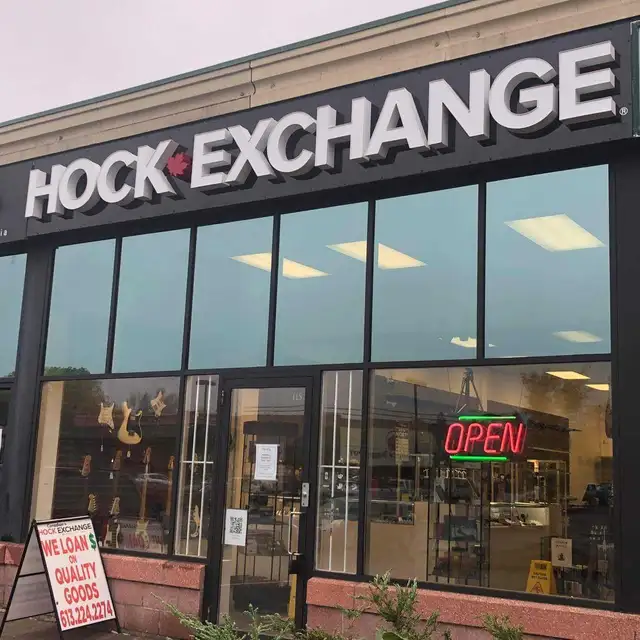 HOCK EXCHANGE®
OPEN
HOCK EXCHANGE
WE LOAN $
ON
QUALITY
GOODS
613.224.2274